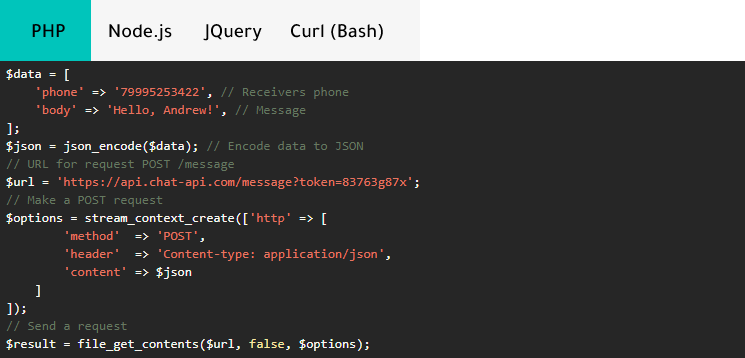 PHP Node.js JQuery Curl (Bash)
$data = [
    'phone' => '79995253422', // Receivers phone
    'body' => 'Hello, Andrew!', // Message
];
$json = json_encode($data); // Encode data to JSON
// URL for request POST /message
$url = 'https://api.chat-api.com/message?token=83763g87x';
// Make a POST request
$options = stream_context_create(['http' => [
        'method'  => 'POST',
        'header'  => 'Content-type: application/json',
        'content' => $json
    ]
]);
// Send a request
$result = file_get_contents($url, false, $options);